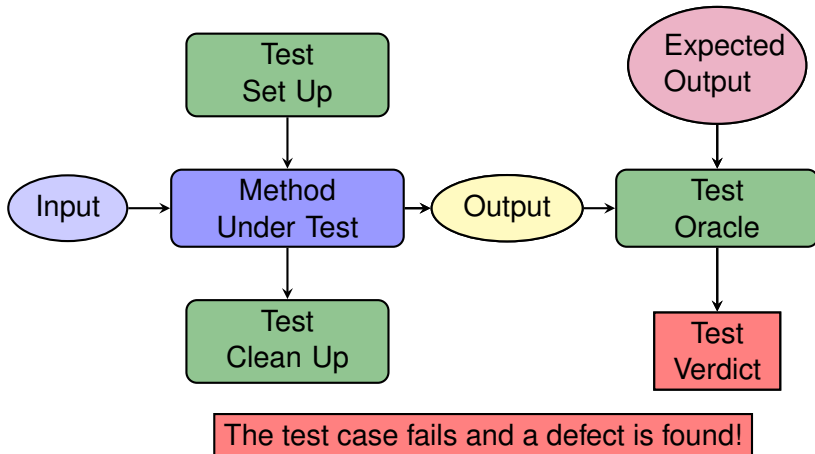 Test
Set Up
Expected
Output
Input
Method
Under Test
Output
Test
Oracle
Test
Clean Up
Test
Verdict
The test case fails and a defect is found!